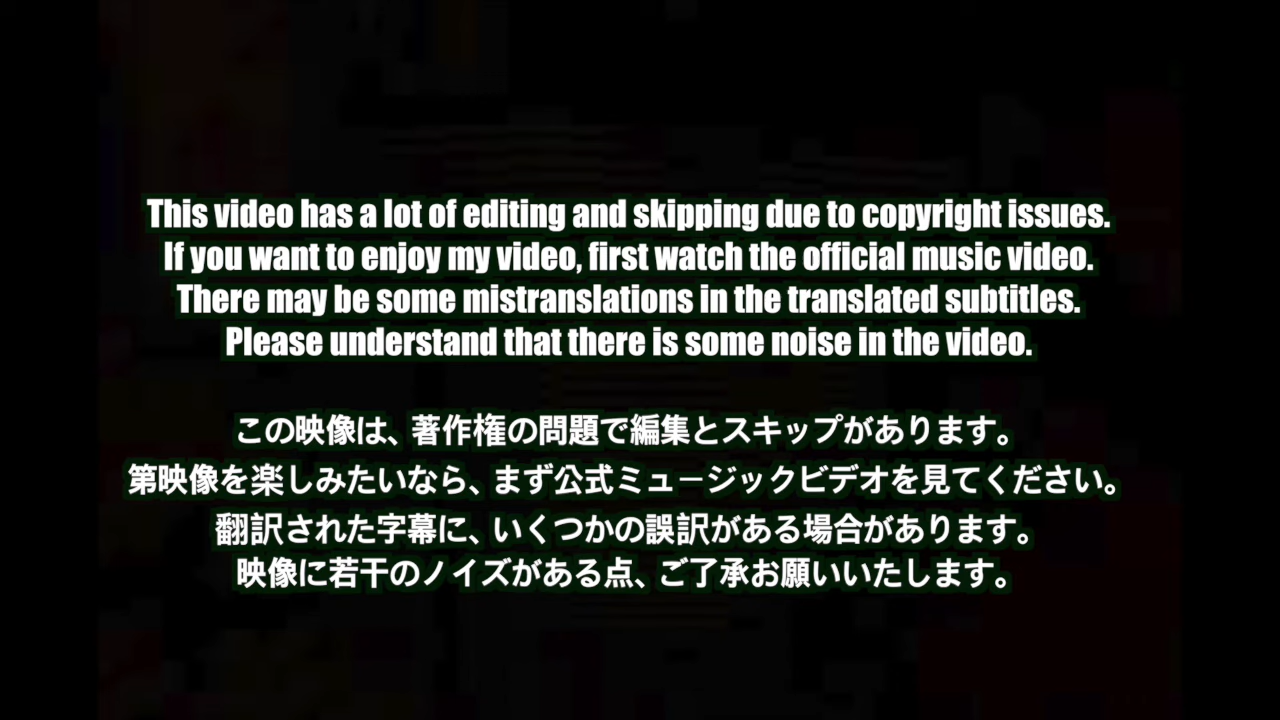 This video has a lot of editing and skipping due to copyright issues.
If you want to enjoy my video, first watch the official music video.
There may be some mistranslations in the translated subtitles.
Please understand that there is some noise in the video.
この映像は、著作権の問題で編集とスキップがあります。
第映像を楽しみたいなら、まず公式ミュージックビデオを見てください。
翻訳された字幕に、いくつかの誤訳がある場合があります。
映像に若干のノイズがある点、ご了承お願いいたします。